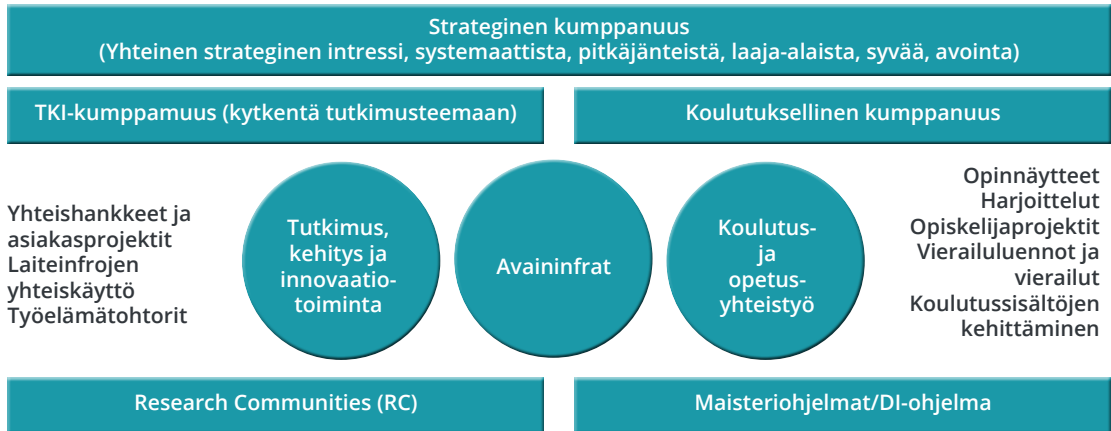 Strateginen kumppanuus
(Yhteinen strateginen intressi, systemaattista, pitkäjänteistä, laaja-alaista, syvää, avointa)
TKI-kumppamuus (kytkentä tutkimusteemaan)
Koulutuksellinen kumppanuus
Yhteishankkeet ja
asiakasprojektit
Laiteinfrojen
yhteiskäyttö
Työelämätohtorit
Tutkimus,
kehitys ja
innovaatio-
toiminta
Avaininfrat
Koulutus-
ja
opetus-
yhteistyö
Opinnäytteet
Harjoittelut
Opiskelijaprojektit
Vierailuluennot ja
vierailut
Koulutussisältöjen
kehittäminen
Research Communities (RC)
Maisteriohjelmat/DI-ohjelma